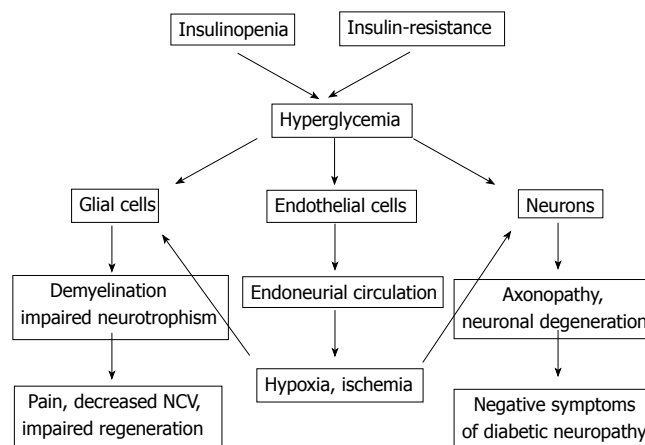 Insulinopenia
Insulin-resistance
Hyperglycemia
Glial cells
Endothelial cells
Neurons
Demyelination
impaired neurotrophism
Endoneurial circulation
Axonopathy,
neuronal degeneration
Hypoxia, ischemia
Pain, decreased NCV,
impaired regeneration
Negative symptoms
of diabetic neuropathy